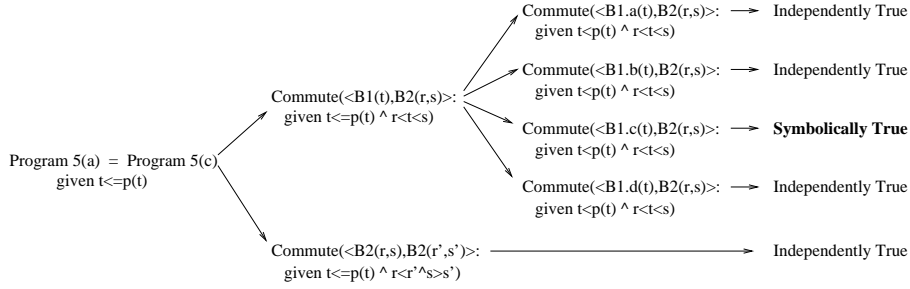 Commute(<B1.a(t),B2(r,s)>: Independently True
given t<p(t) ^ r<t<s)
Commute(<B1.b(t),B2(r,s)>: Independently True
given t<p(t) ^ r<t<s)
Commute(<B1(t),B2(r,s)>:
given t<=p(t) ^ r<t<s)
Commute(<B1.c(t),B2(r,s)>: Symbolically True
given t<p(t) ^ r<t<s)
Program 5(a) = Program 5(c)
given t<=p(t)
Commute(<B1.d(t),B2(r,s)>: Independently True
given t<p(t) ^ r<t<s)
Commute(<B2(r,s),B2(r',s')>: Independently True
given t<=p(t) ^ r<r'^s>s')